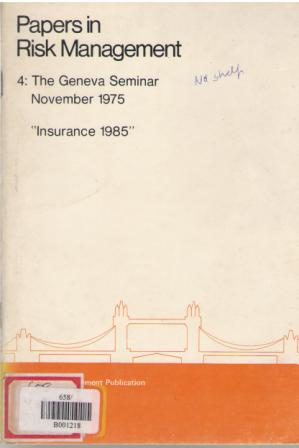 Papers in
Risk Management
4: The Geneva Seminar
November 1975
No shelf
"Insurance 1985"
ment Publication
658/
B001218